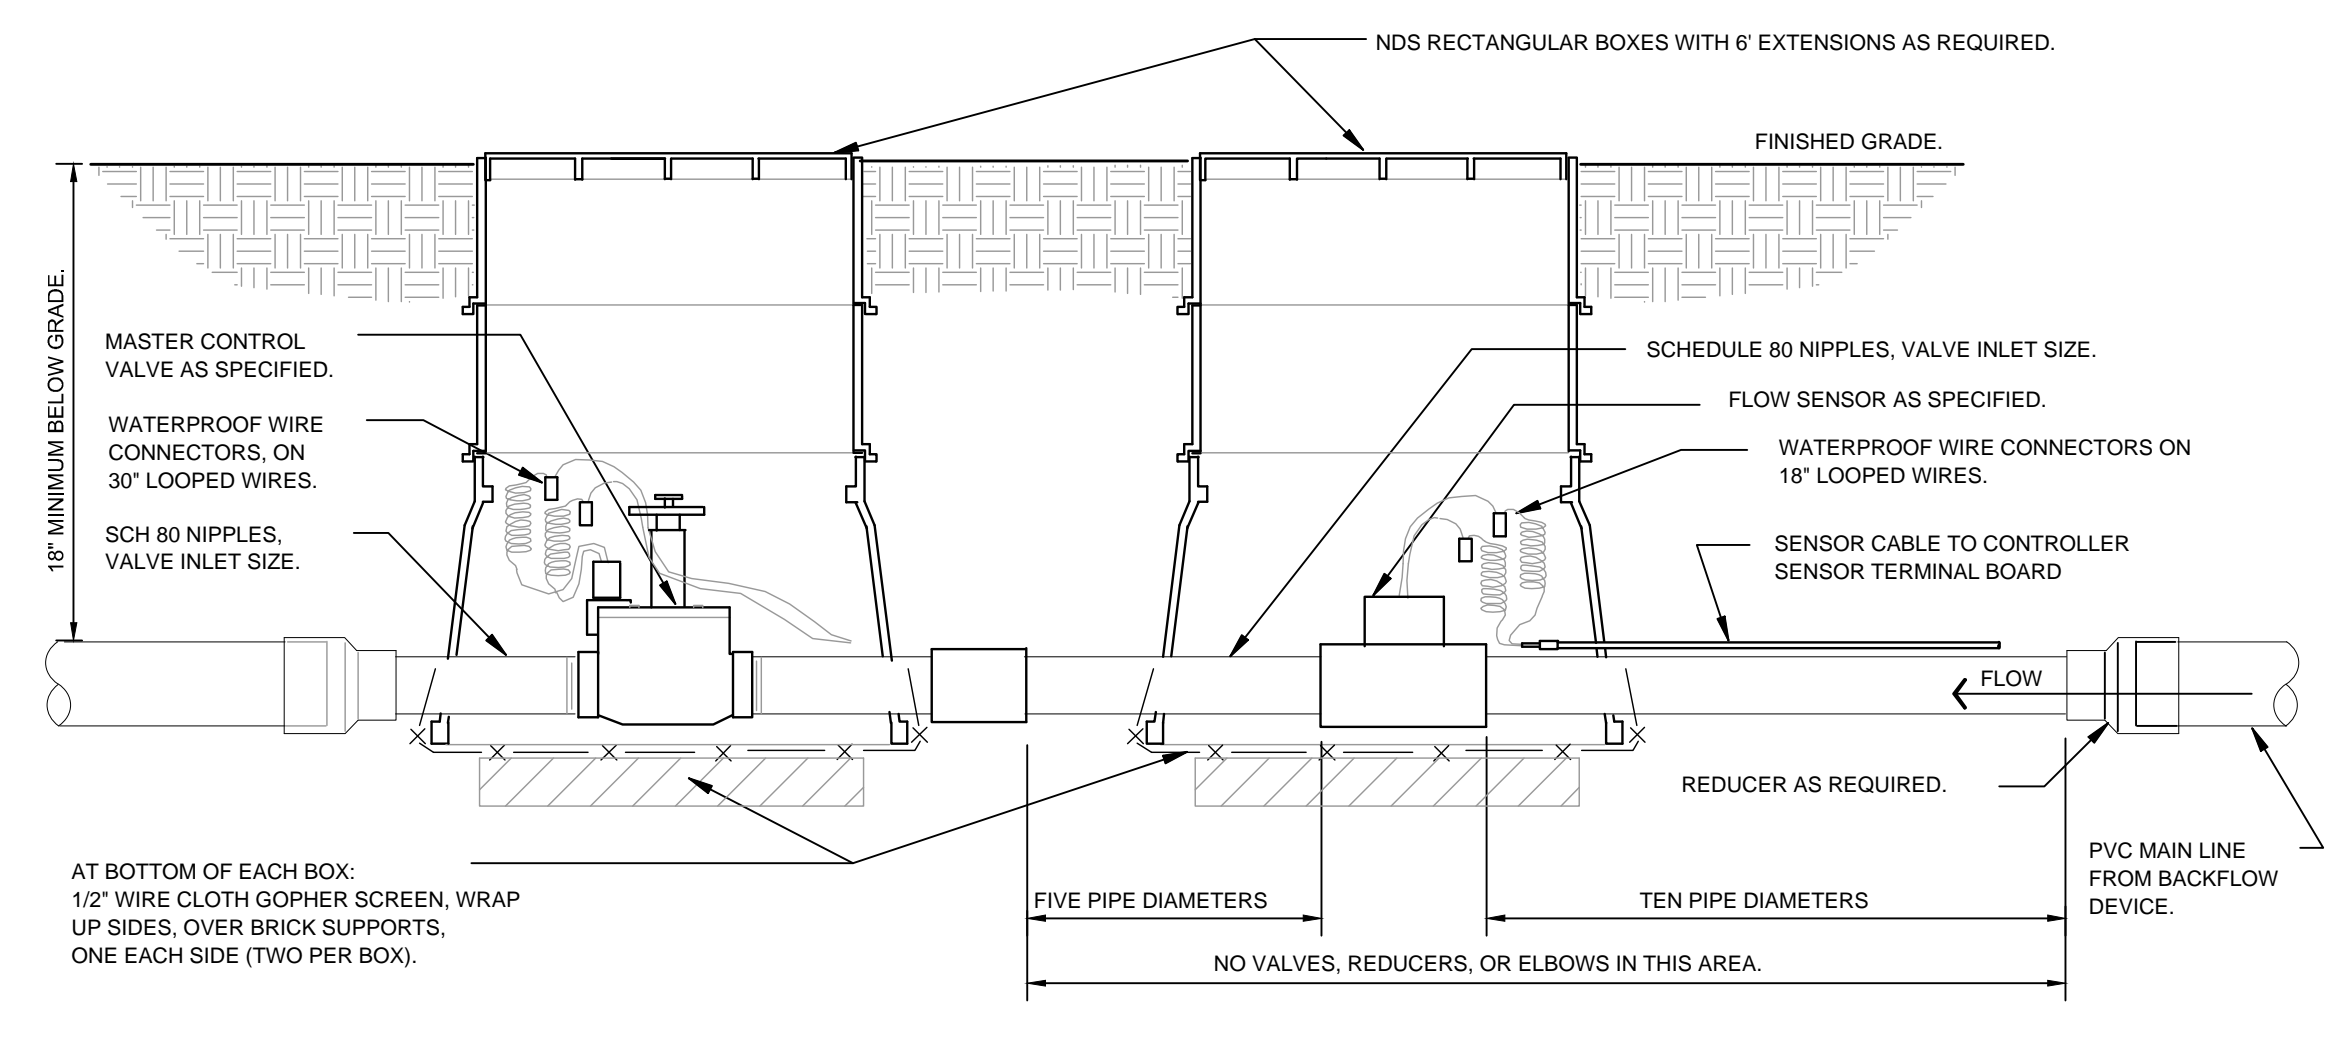 NDS RECTANGULAR BOXES WITH 6' EXTENSIONS AS REQUIRED.
FINISHED GRADE.
18" MINIMUM BELOW GRADE.
MASTER CONTROL
VALVE AS SPECIFIED.
WATERPROOF WIRE
CONNECTORS, ON
30" LOOPED WIRES.
SCH 80 NIPPLES,
VALVE INLET SIZE.
SCHEDULE 80 NIPPLES, VALVE INLET SIZE.
FLOW SENSOR AS SPECIFIED.
WATERPROOF WIRE CONNECTORS ON
18" LOOPED WIRES.
SENSOR CABLE TO CONTROLLER
SENSOR TERMINAL BOARD
FLOW
REDUCER AS REQUIRED.
PVC MAIN LINE
FROM BACKFLOW
DEVICE.
AT BOTTOM OF EACH BOX:
1/2" WIRE CLOTH GOPHER SCREEN, WRAP
UP SIDES, OVER BRICK SUPPORTS,
ONE EACH SIDE (TWO PER BOX).
FIVE PIPE DIAMETERS
TEN PIPE DIAMETERS
NO VALVES, REDUCERS, OR ELBOWS IN THIS AREA.